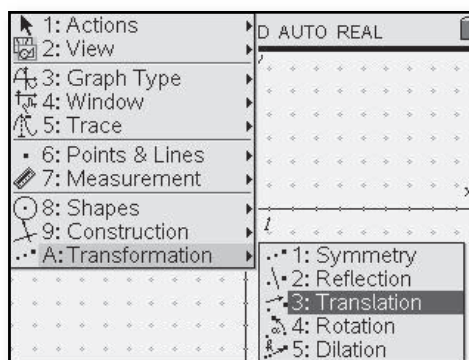 1: Actions
D AUTO REAL
2: View
3: Graph Type
4: Window
5: Trace
6: Points & Lines
7: Measurement
x
8: Shapes
9: Construction
A: Transformation
1: Symmetry
2: Reflection
3: Translation
4: Rotation
5: Dilation